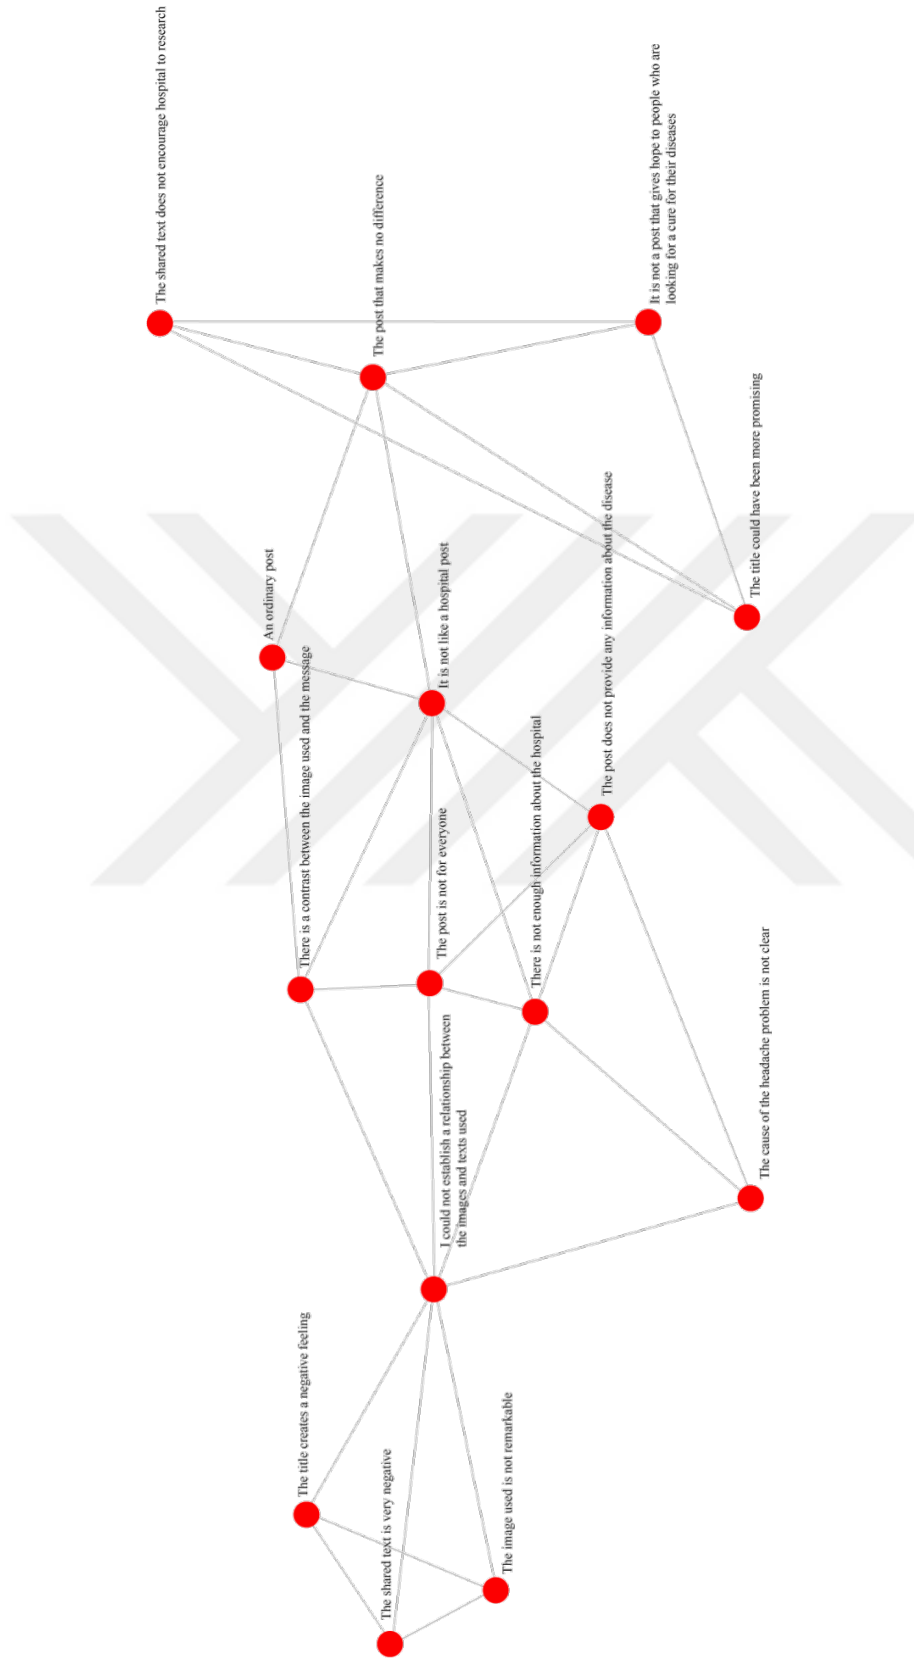 The shared text does not encourage hospital to research
The post that makes no difference
It is not a post that gives hope to people who are
looking for a cure for their diseases
The title could have been more promising
An ordinary post
It is not like a hospital post
The post does not provide any information about the disease
There is a contrast between the image used and the message
The post is not for everyone
There is not enough information about the hospital
The cause of the headache problem is not clear
I could not establish a relationship between
the images and texts used
The title creates a negative feeling
The shared text is very negative
The image used is not remarkable